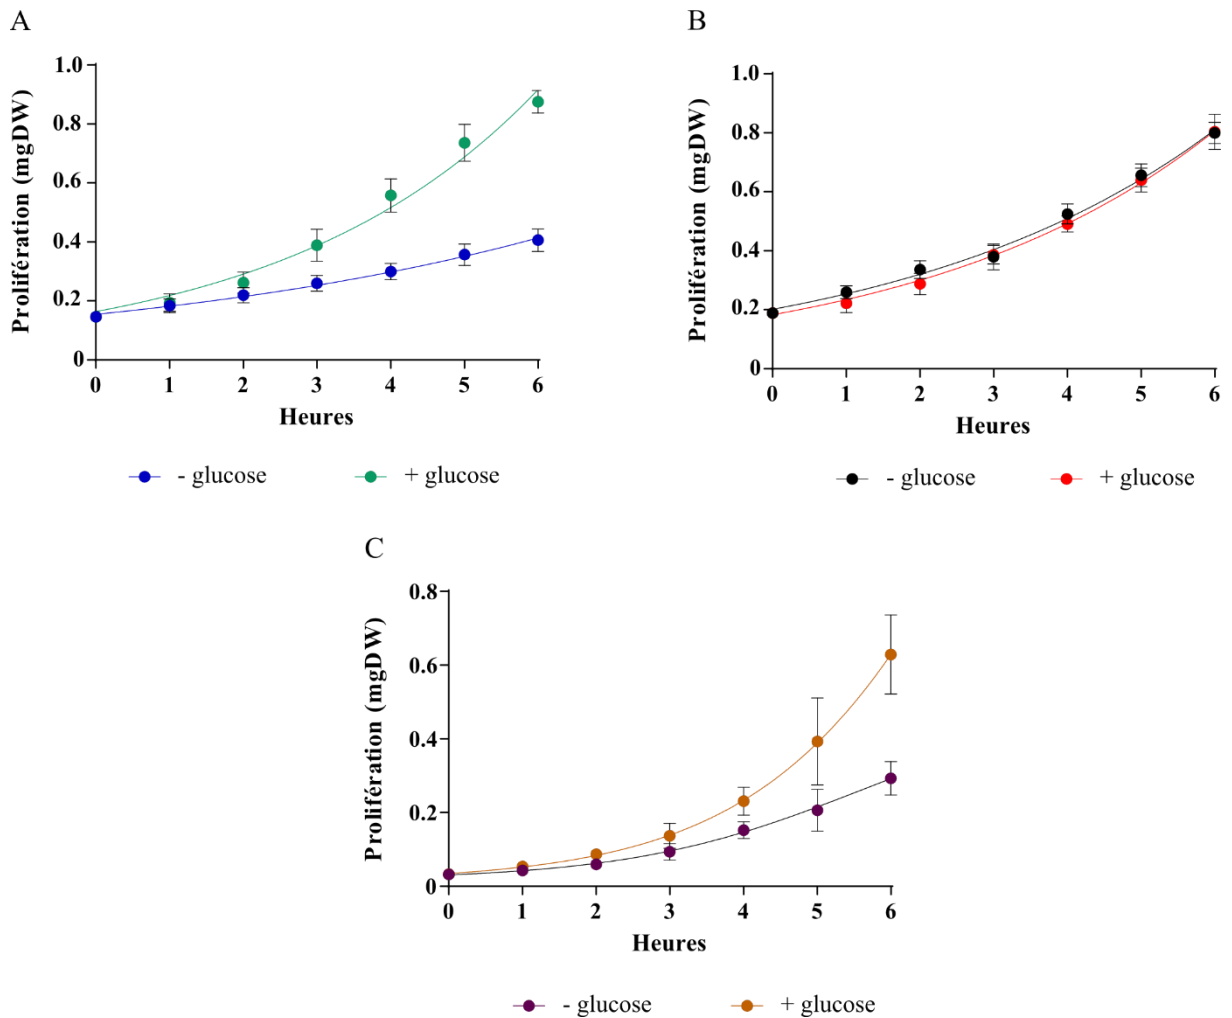 A
Prolifération (mgDW)
1.0
0.8
0.6
0.4
0.2
0
0 1 2 3 4 5 6
Heures
- glucose + glucose
B
Prolifération (mgDW)
1.0
0.8
0.6
0.4
0.2
0
0 1 2 3 4 5 6
Heures
- glucose + glucose
C
Prolifération (mgDW)
0.8
0.6
0.4
0.2
0
0 1 2 3 4 5 6
Heures
- glucose + glucose